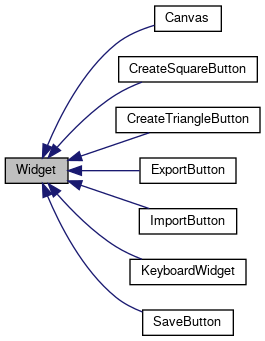 Canvas
CreateSquareButton
CreateTriangleButton
Widget
ExportButton
ImportButton
KeyboardWidget
SaveButton